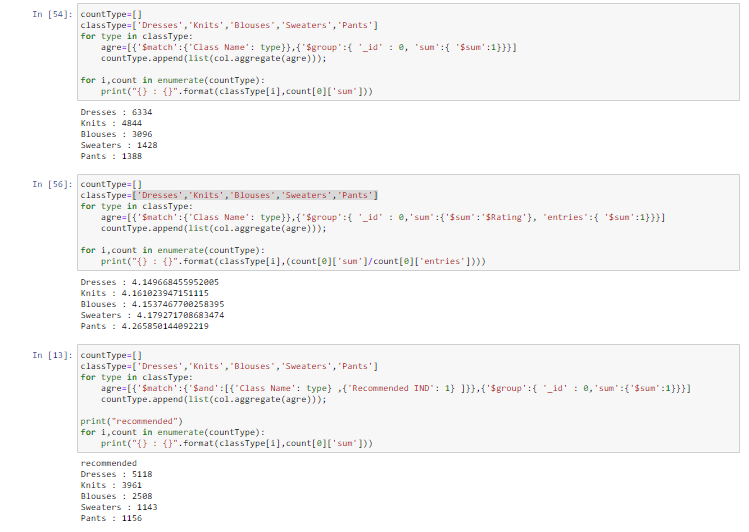 In [54]: countType=[]
classType=['Dresses','Knits','Blouses','Sweaters','Pants']
for type in classType:
    agre=[{'$match':{'Class Name': type}},{'$group':{ '_id' : 0, 'sum':{ '$sum':1}}}]
    countType.append(list(col.aggregate(agre)));
for i,count in enumerate(countType):
    print("{} : {}".format(classType[i],count[0]['sum']))
Dresses : 6334
Knits : 4844
Blouses : 3096
Sweaters : 1428
Pants : 1388
In [56]: countType=[]
classType=['Dresses','Knits','Blouses','Sweaters','Pants']
for type in classType:
    agre=[{'$match':{'Class Name': type}},{'$group':{ '_id' : 0,'sum':{'$sum':'$Rating'}, 'entries':{ '$sum':1}}}]
    countType.append(list(col.aggregate(agre)));
for i,count in enumerate(countType):
    print("{} : {}".format(classType[i],(count[0]['sum']/count[0]['entries'])))
Dresses : 4.149668455952005
Knits : 4.161023947151115
Blouses : 4.1537467700258395
Sweaters : 4.179271708683474
Pants : 4.265850144092219
In [13]: countType=[]
classType=['Dresses','Knits','Blouses','Sweaters','Pants']
for type in classType:
    agre=[{'$match':{'$and':[{'Class Name': type} ,{'Recommended IND': 1} ]}},{'$group':{ '_id' : 0,'sum':{'$sum':1}}}]
    countType.append(list(col.aggregate(agre)));
print("recommended")
for i,count in enumerate(countType):
    print("{} : {}".format(classType[i],count[0]['sum']))
recommended
Dresses : 5118
Knits : 3961
Blouses : 2508
Sweaters : 1143
Pants : 1156